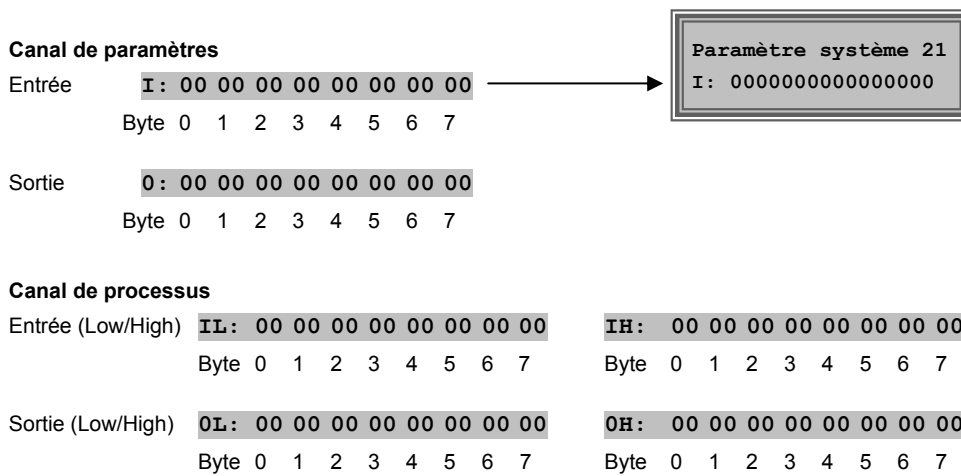 Canal de paramètres
Entrée I: 00 00 00 00 00 00 00 00
Byte 0 1 2 3 4 5 6 7
Paramètre système 21
I: 0000000000000000
Sortie 0: 00 00 00 00 00 00 00 00
Byte 0 1 2 3 4 5 6 7
Canal de processus
Entrée (Low/High) IL: 00 00 00 00 00 00 00 00 IH: 00 00 00 00 00 00 00 00
Byte 0 1 2 3 4 5 6 7 Byte 0 1 2 3 4 5 6 7
Sortie (Low/High) 0L: 00 00 00 00 00 00 00 00 0H: 00 00 00 00 00 00 00 00
Byte 0 1 2 3 4 5 6 7 Byte 0 1 2 3 4 5 6 7